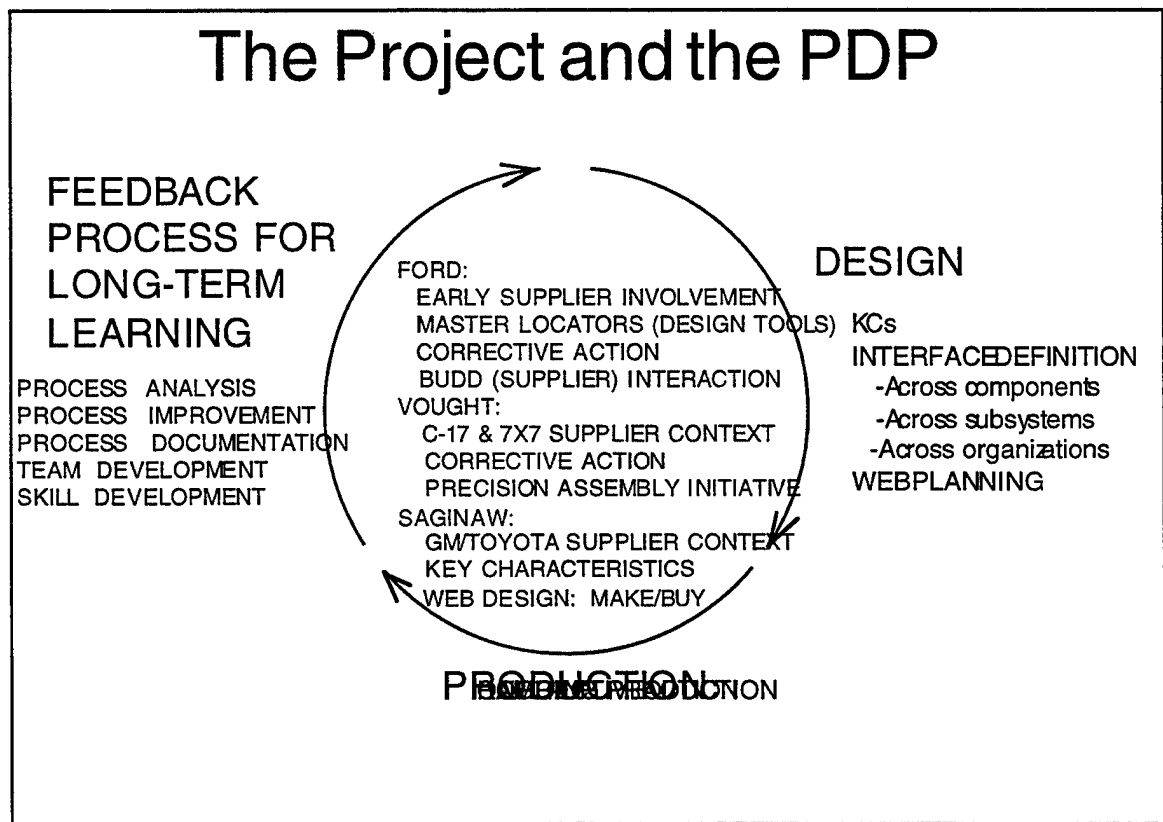 The Project and the PDP
FEEDBACK
PROCESS FOR
LONG-TERM
LEARNING
PROCESS ANALYSIS
PROCESS IMPROVEMENT
PROCESS DOCUMENTATION
TEAM DEVELOPMENT
SKILL DEVELOPMENT
FORD:
EARLY SUPPLIER INVOLVEMENT
MASTER LOCATORS (DESIGN TOOLS)
CORRECTIVE ACTION
BUDD (SUPPLIER) INTERACTION
VOUGHT:
C-17 & 7X7 SUPPLIER CONTEXT
CORRECTIVE ACTION
PRECISION ASSEMBLY INITIATIVE
SAGINAW:
GM/TOYOTA SUPPLIER CONTEXT
KEY CHARACTERISTICS
WEB DESIGN: MAKE/BUY
DESIGN
KCs
INTERFACE DEFINITION
-Across components
-Across subsystems
-Across organizations
WEB PLANNING
PRODUCTION